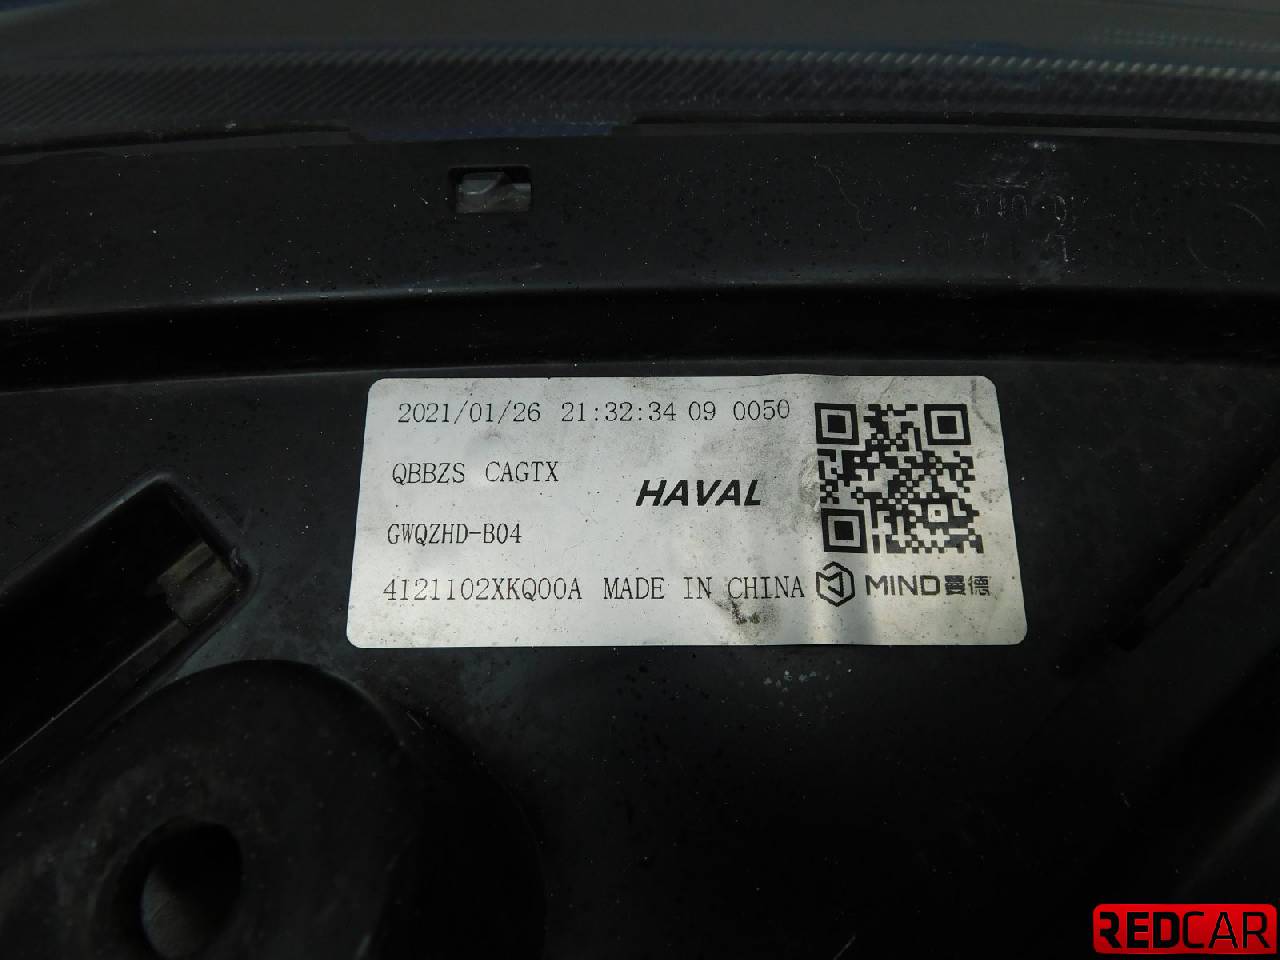 2021/01/26 21:32:34 09 0050
QBBZS CAGTX
HAVAL
GWQZHD-B04
4121102XKQ00A MADE IN CHINA
MIND曼德
REDCAR